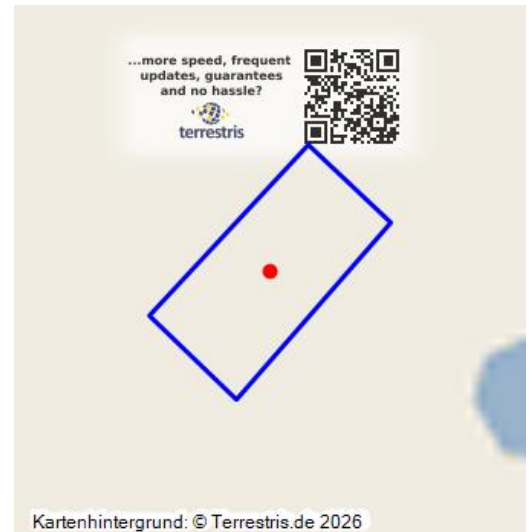 ...more speed, frequent
updates, guarantees
and no hassle?
terrestris
Kartenhintergrund: © Terrestris.de 2026